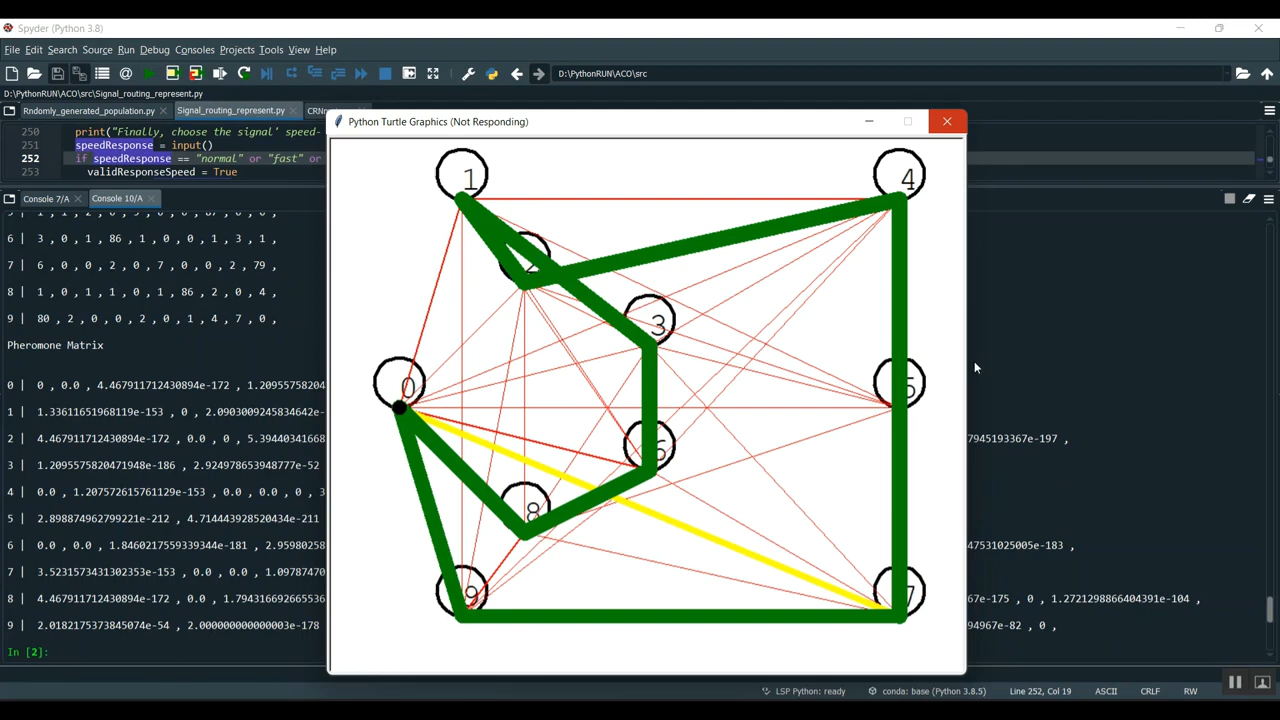 Spyder (Python 3.8)
File Edit Search Source Run Debug Consoles Projects Tools View Help
D:\PythonRUN\ACO\src
D:\PythonRUN\ACO\src\Signal_routing_represent.py
Rndomly_generated_population.py Signal_routing_represent.py
250 print("Finally, choose the signal' speed-
251 speedResponse = input()
252 if speedResponse == "normal" or "fast" or
253 validResponseSpeed = True
Python Turtle Graphics (Not Responding)
Console 7/A Console 10/A
6 | 3 , 0 , 1 , 86 , 1 , 0 , 0 , 1 , 3 , 1 ,
7 | 6 , 0 , 0 , 2 , 0 , 7 , 0 , 0 , 2 , 79 ,
8 | 1 , 0 , 1 , 1 , 0 , 1 , 86 , 2 , 0 , 4 ,
9 | 80 , 2 , 0 , 0 , 2 , 0 , 1 , 4 , 7 , 0 ,
Pheromone Matrix
0 | 0 , 0.0 , 4.467911712430894e-172 , 1.2095575820
1 | 1.33611651968119e-153 , 0 , 2.0903009245834642e-
2 | 4.467911712430894e-172 , 0.0 , 0 , 5.39440341668 7945193367e-197 ,
3 | 1.2095575820471948e-186 , 2.924978653948777e-52
4 | 0.0 , 1.207572615761129e-153 , 0.0 , 0.0 , 0 , 3
5 | 2.898874962799221e-212 , 4.714443928520434e-211
6 | 0.0 , 0.0 , 1.8460217559339344e-181 , 2.95980258 47531025005e-183 ,
7 | 3.5231573431302353e-153 , 0.0 , 0.0 , 1.09787470
8 | 4.467911712430894e-172 , 0.0 , 1.79431669266553 67e-175 , 0 , 1.2721298866404391e-104 ,
9 | 2.0182175373845074e-54 , 2.000000000000003e-178 94967e-82 , 0 ,
In [2]:
1
4
3
0
5
6
8
9
7
LSP Python: ready conda: base (Python 3.8.5) Line 252, Col 19 ASCII CRLF RW